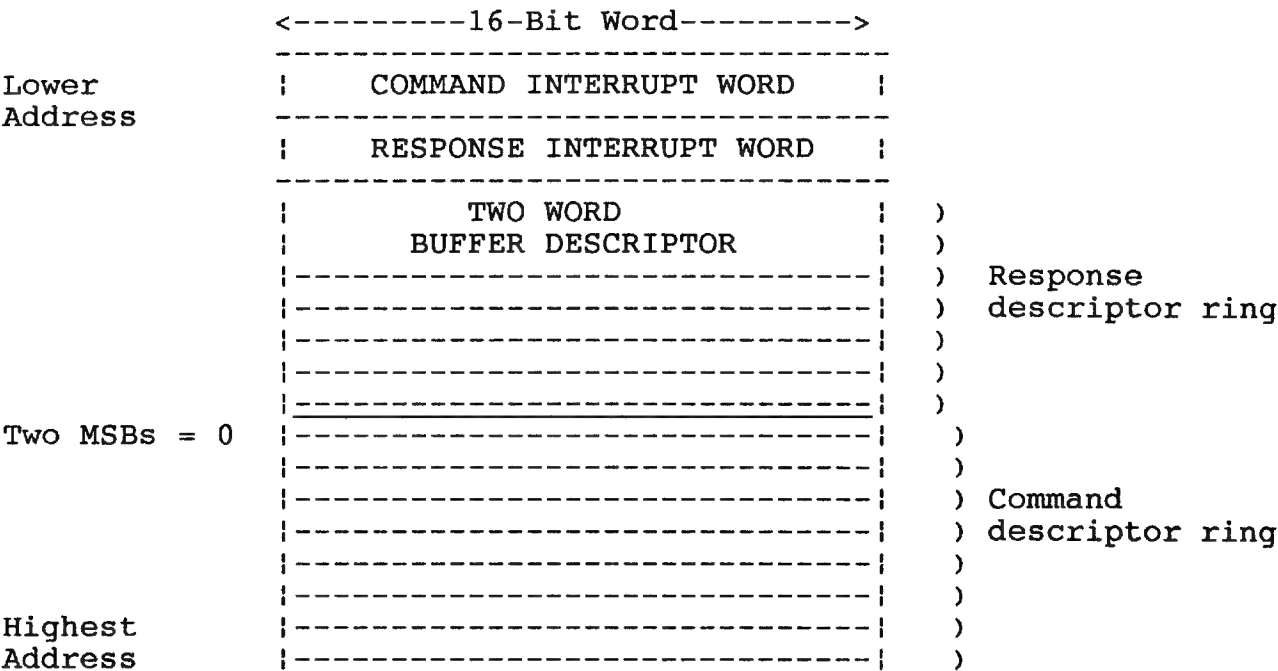 <---------16-Bit Word--------->
Lower Address
COMMAND INTERRUPT WORD
RESPONSE INTERRUPT WORD
TWO WORD
BUFFER DESCRIPTOR
Response
descriptor ring
Two MSBs = 0
Command
descriptor ring
Highest
Address